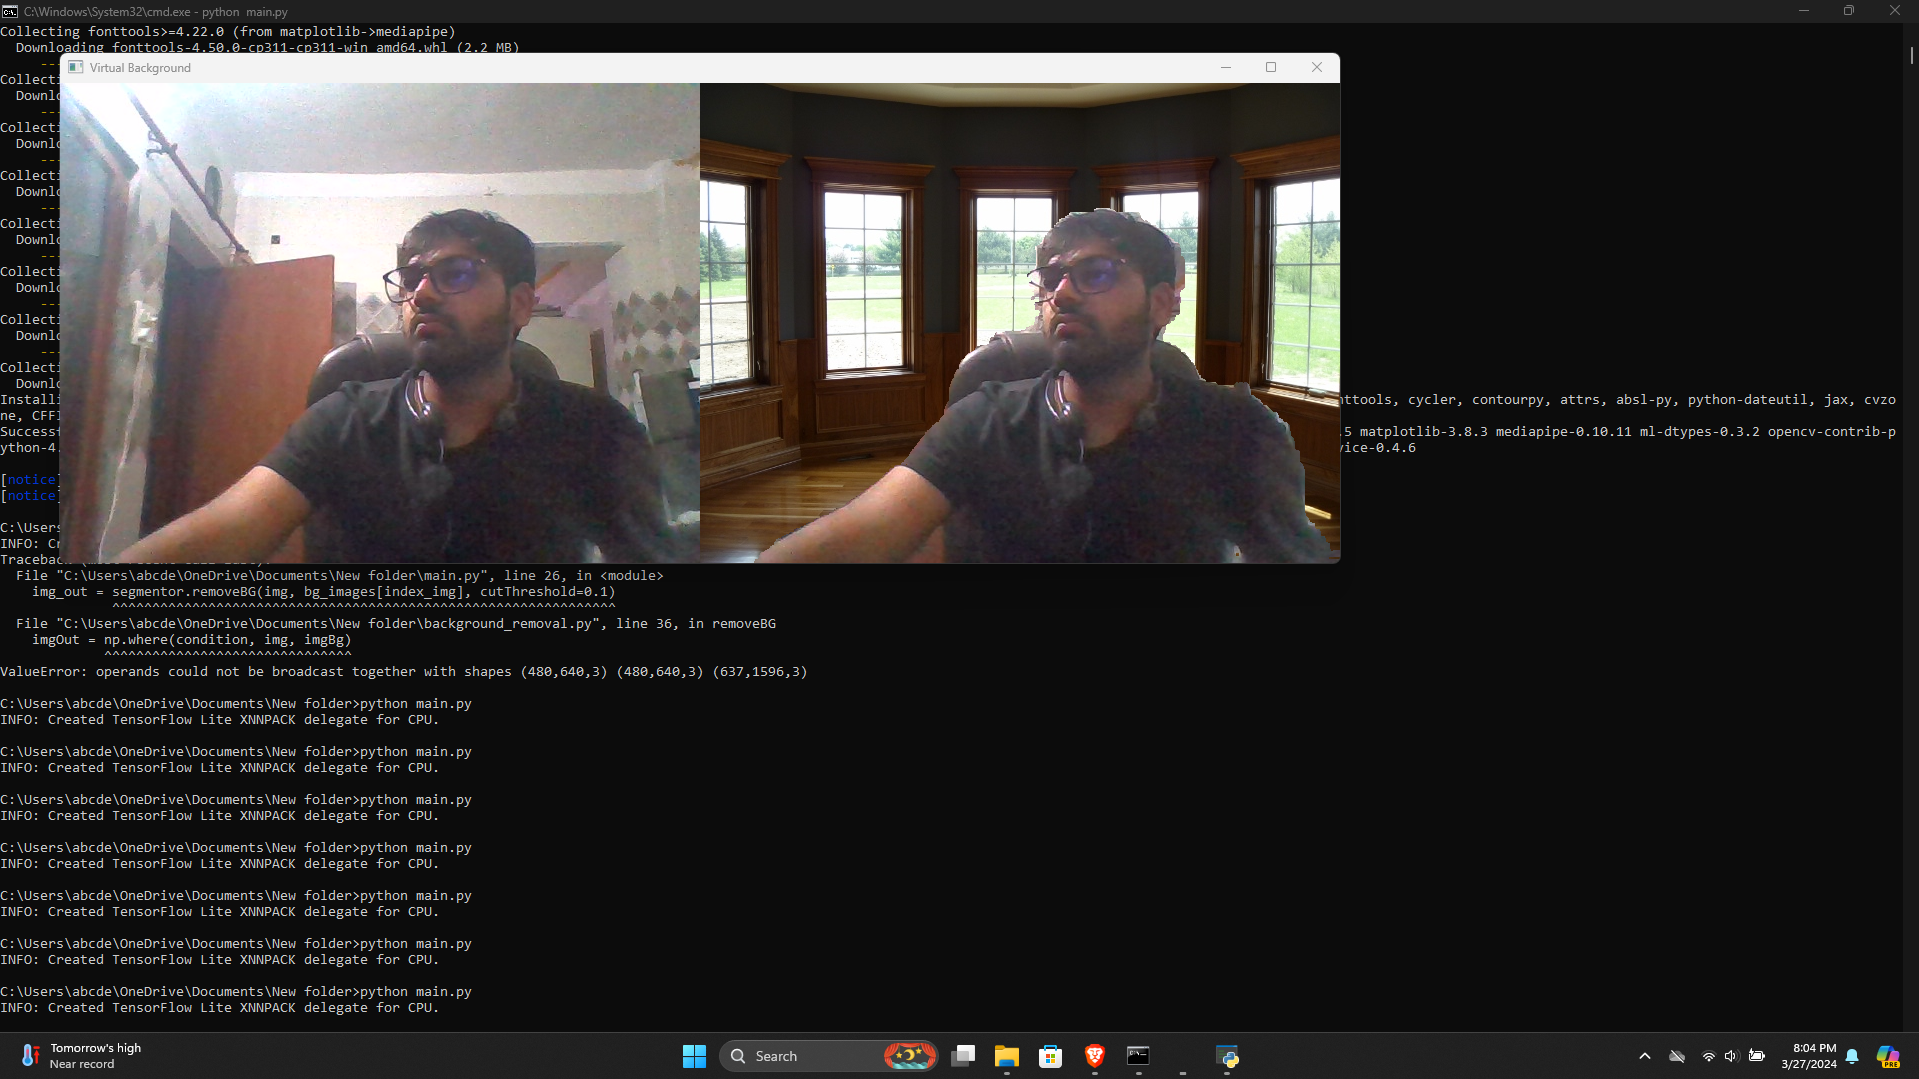 C:\Windows\System32\cmd.exe - python  main.py
Collecting fonttools>=4.22.0 (from matplotlib->mediapipe)
  Downloading fonttools-4.50.0-cp311-cp311-win_amd64.whl (2.2 MB)
Virtual Background
     ---
Collecti
  Downlo
     ---
Collecti
  Downlo
     ---
Collecti
  Downlo
     ---
Collecti
  Downlo
     ---
Collecti
  Downlo
     ---
Collecti
  Downlo
     ---
Collecti
  Downlo
Installi nttools, cycler, contourpy, attrs, absl-py, python-dateutil, jax, cvzo
ne, CFFI
Successf .5 matplotlib-3.8.3 mediapipe-0.10.11 ml-dtypes-0.3.2 opencv-contrib-p
ython-4. vice-0.4.6
[notice]
[notice]
C:\Users
INFO: Cr
Traceback (most recent call last):
  File "C:\Users\abcde\OneDrive\Documents\New folder\main.py", line 26, in <module>
    img_out = segmentor.removeBG(img, bg_images[index_img], cutThreshold=0.1)
              ^^^^^^^^^^^^^^^^^^^^^^^^^^^^^^^^^^^^^^^^^^^^^^^^^^^^^^^^^^^^^^^
  File "C:\Users\abcde\OneDrive\Documents\New folder\background_removal.py", line 36, in removeBG
    imgOut = np.where(condition, img, imgBg)
             ^^^^^^^^^^^^^^^^^^^^^^^^^^^^^^^
ValueError: operands could not be broadcast together with shapes (480,640,3) (480,640,3) (637,1596,3)
C:\Users\abcde\OneDrive\Documents\New folder>python main.py
INFO: Created TensorFlow Lite XNNPACK delegate for CPU.
C:\Users\abcde\OneDrive\Documents\New folder>python main.py
INFO: Created TensorFlow Lite XNNPACK delegate for CPU.
C:\Users\abcde\OneDrive\Documents\New folder>python main.py
INFO: Created TensorFlow Lite XNNPACK delegate for CPU.
C:\Users\abcde\OneDrive\Documents\New folder>python main.py
INFO: Created TensorFlow Lite XNNPACK delegate for CPU.
C:\Users\abcde\OneDrive\Documents\New folder>python main.py
INFO: Created TensorFlow Lite XNNPACK delegate for CPU.
C:\Users\abcde\OneDrive\Documents\New folder>python main.py
INFO: Created TensorFlow Lite XNNPACK delegate for CPU.
C:\Users\abcde\OneDrive\Documents\New folder>python main.py
INFO: Created TensorFlow Lite XNNPACK delegate for CPU.
Tomorrow's high
Near record
Search
8:04 PM
3/27/2024
PRE